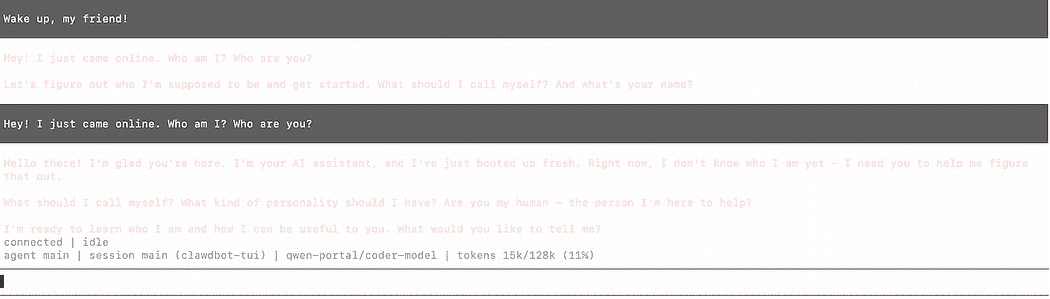 Wake up, my friend!
Hey! I just came online. Who am I? Who are you?
Let's figure out who I'm supposed to be and get started. What should I call myself? And what's your name?
Hey! I just came online. Who am I? Who are you?
Hello there! I'm glad you're here. I'm your AI assistant, and I've just booted up fresh. Right now, I don't know who I am yet – I need you to help me figure
that out.
What should I call myself? What kind of personality should I have? Are you my human – the person I'm here to help?
I'm ready to learn who I am and how I can be useful to you. What would you like to tell me?
connected | idle
agent main | session main (clawdbot-tui) | qwen-portal/coder-model | tokens 15k/128k (11%)